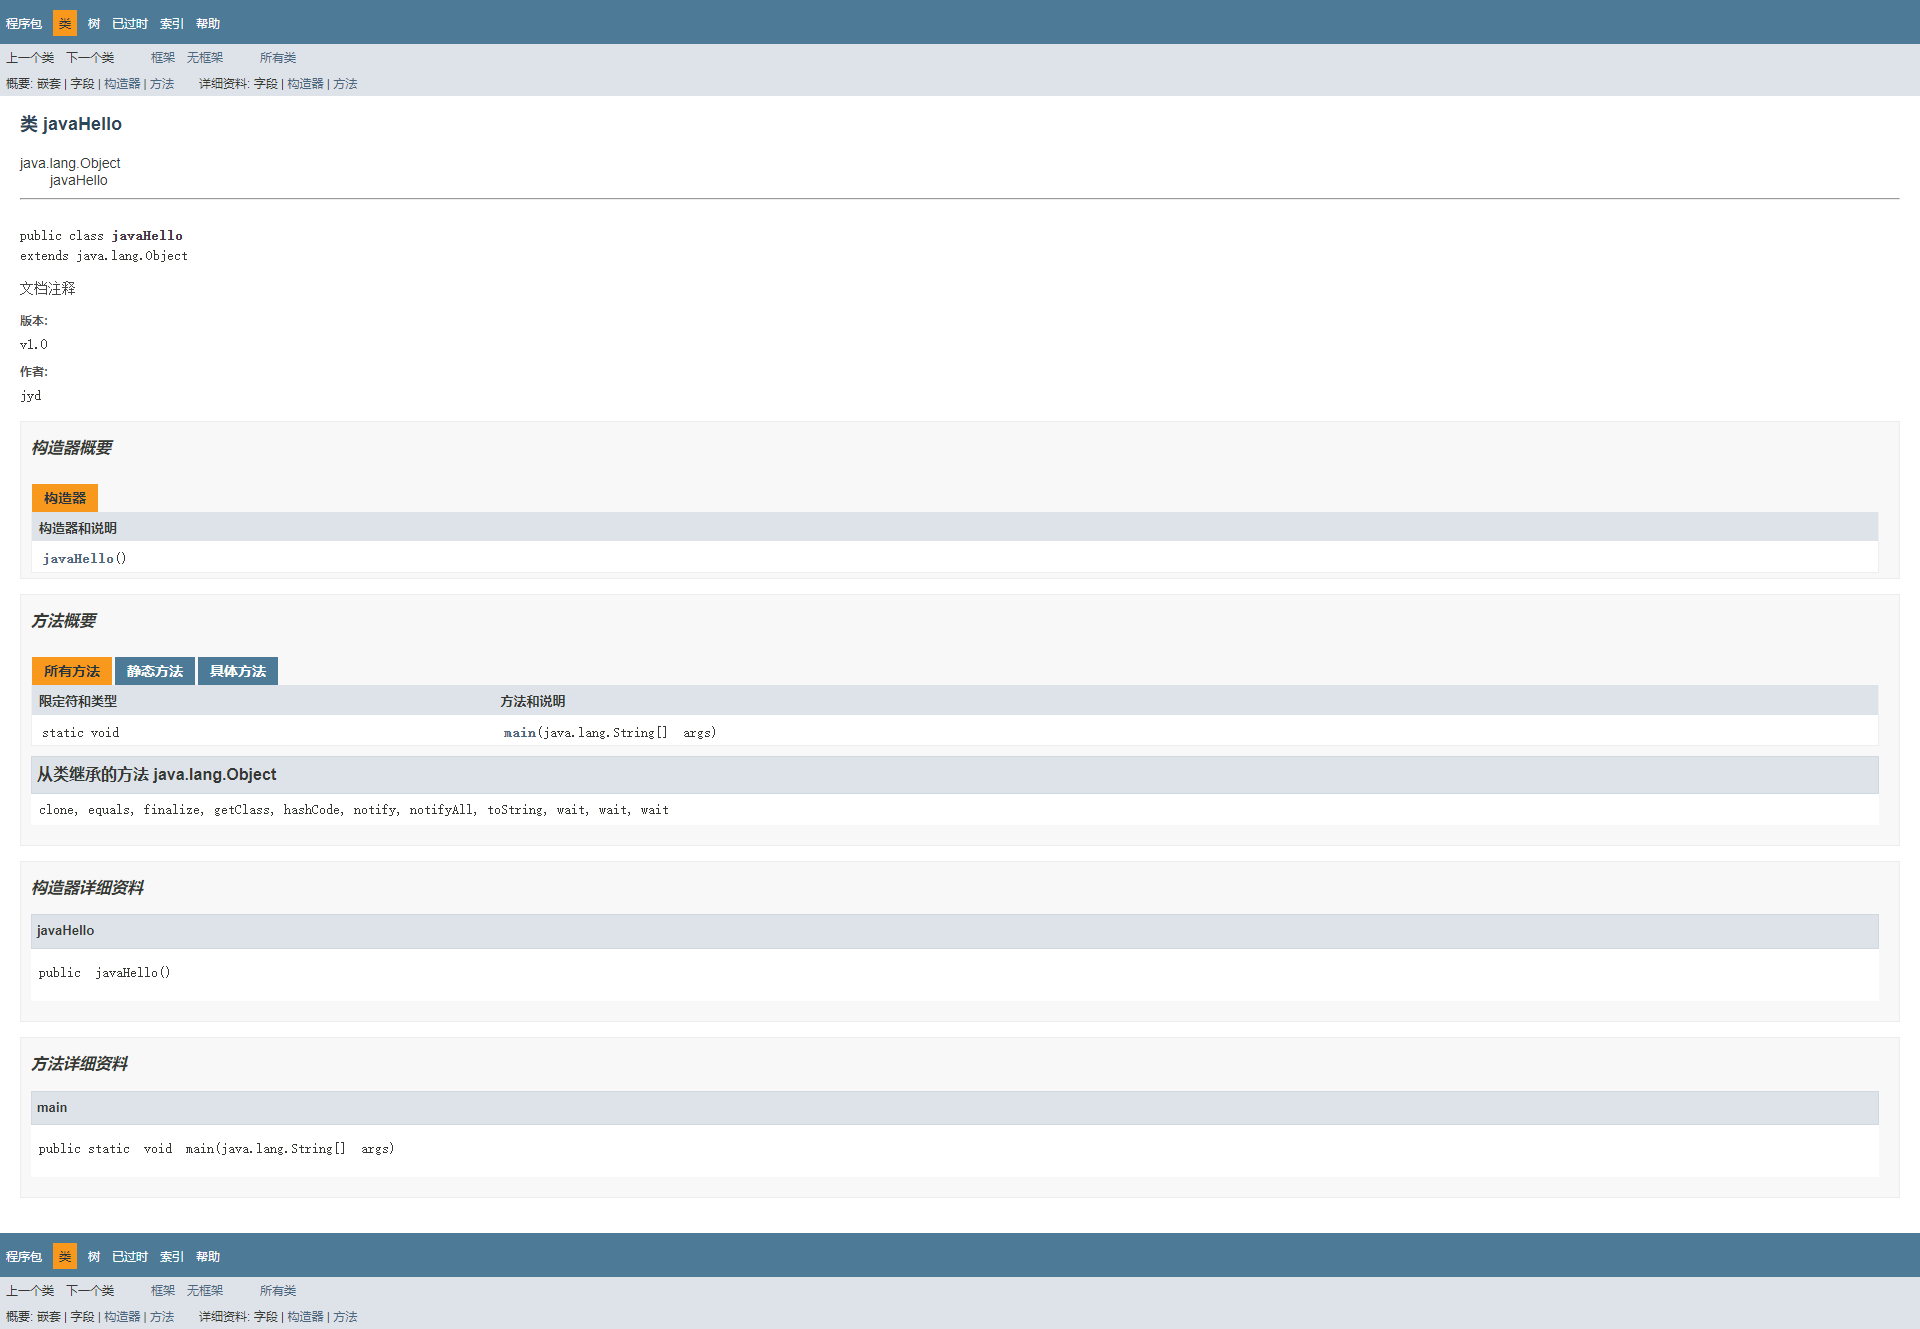 程序包 类 树 已过时 索引 帮助
上一个类 下一个类 框架 无框架 所有类
概要: 嵌套 | 字段 | 构造器 | 方法 详细资料: 字段 | 构造器 | 方法
类 javaHello
java.lang.Object
javaHello
public class javaHello
extends java.lang.Object
文档注释
版本:
v1.0
作者:
jyd
构造器概要
构造器
构造器和说明
javaHello()
方法概要
所有方法 静态方法 具体方法
限定符和类型 方法和说明
static void main(java.lang.String[] args)
从类继承的方法 java.lang.Object
clone, equals, finalize, getClass, hashCode, notify, notifyAll, toString, wait, wait, wait
构造器详细资料
javaHello
public javaHello()
方法详细资料
main
public static void main(java.lang.String[] args)
程序包 类 树 已过时 索引 帮助
上一个类 下一个类 框架 无框架 所有类
概要: 嵌套 | 字段 | 构造器 | 方法 详细资料: 字段 | 构造器 | 方法